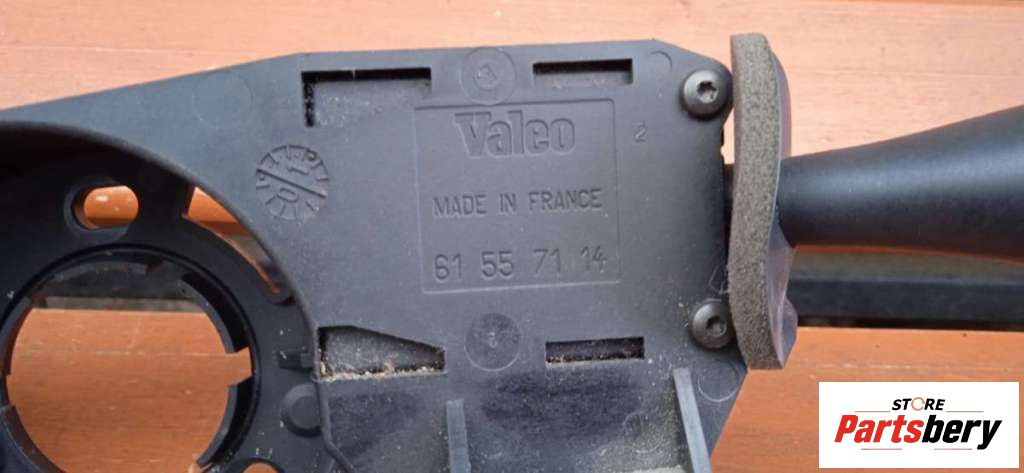 Valeo
2
MADE IN FRANCE
61 55 71 14
STORE
Partsbery